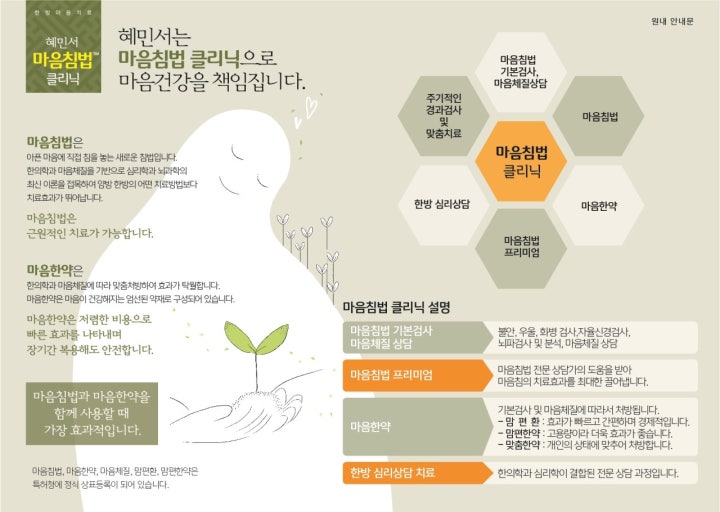 한방마음치료
혜민서
마음침법™
클리닉
혜민서는
마음침법 클리닉으로
마음건강을 책임집니다.
원내 안내문
마음침법은
아픈 마음에 직접 침을 놓는 새로운 침법입니다.
한의학과 마음체질을 기반으로 심리학과 뇌과학의
최신 이론을 접목하여 양방 한방의 어떤 치료방법보다
치료효과가 뛰어납니다.
마음침법은
근원적인 치료가 가능합니다.
마음한약은
한의학과 마음체질에 따라 맞춤처방하여 효과가 탁월합니다.
마음한약은 마음이 건강해지는 엄선된 약재로 구성되어 있습니다.
마음한약은 저렴한 비용으로
빠른 효과를 나타내며
장기간 복용해도 안전합니다.
마음침법과 마음한약을
함께 사용할 때
가장 효과적입니다.
마음침법, 마음한약, 마음체질, 맘편환, 맘편한약은
특허청에 정식 상표등록이 되어 있습니다.
마음침법
기본검사,
마음체질상담
주기적인
경과검사
및
맞춤치료
마음침법
마음침법
클리닉
한방 심리상담
마음한약
마음침법
프리미엄
마음침법 클리닉 설명
마음침법 기본검사
마음체질 상담
불안, 우울, 화병 검사,자율신경검사,
뇌파검사 및 분석, 마음체질 상담
마음침법 프리미엄
마음침법 전문 상담가의 도움을 받아
마음침의 치료효과를 최대한 끌어냅니다.
마음한약
기본검사 및 마음체질에 따라서 처방됩니다.
- 맘 편 환 : 효과가 빠르고 간편하며 경제적입니다.
- 맘편한약 : 고용량이라 더욱 효과가 좋습니다.
- 맞춤한약 : 개인의 상태에 맞추어 처방합니다.
한방 심리상담 치료
한의학과 심리학이 결합된 전문 상담 과정입니다.